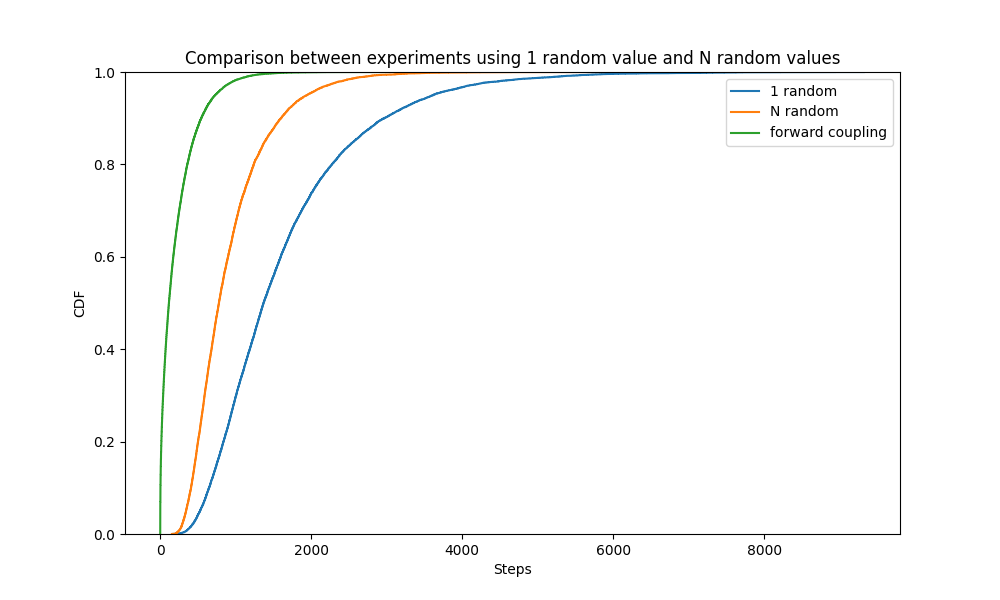 Comparison between experiments using 1 random value and N random values
1.0
0.8
0.6
0.4
0.2
0.0
CDF
0
2000
4000
6000
8000
Steps
1 random
N random
forward coupling